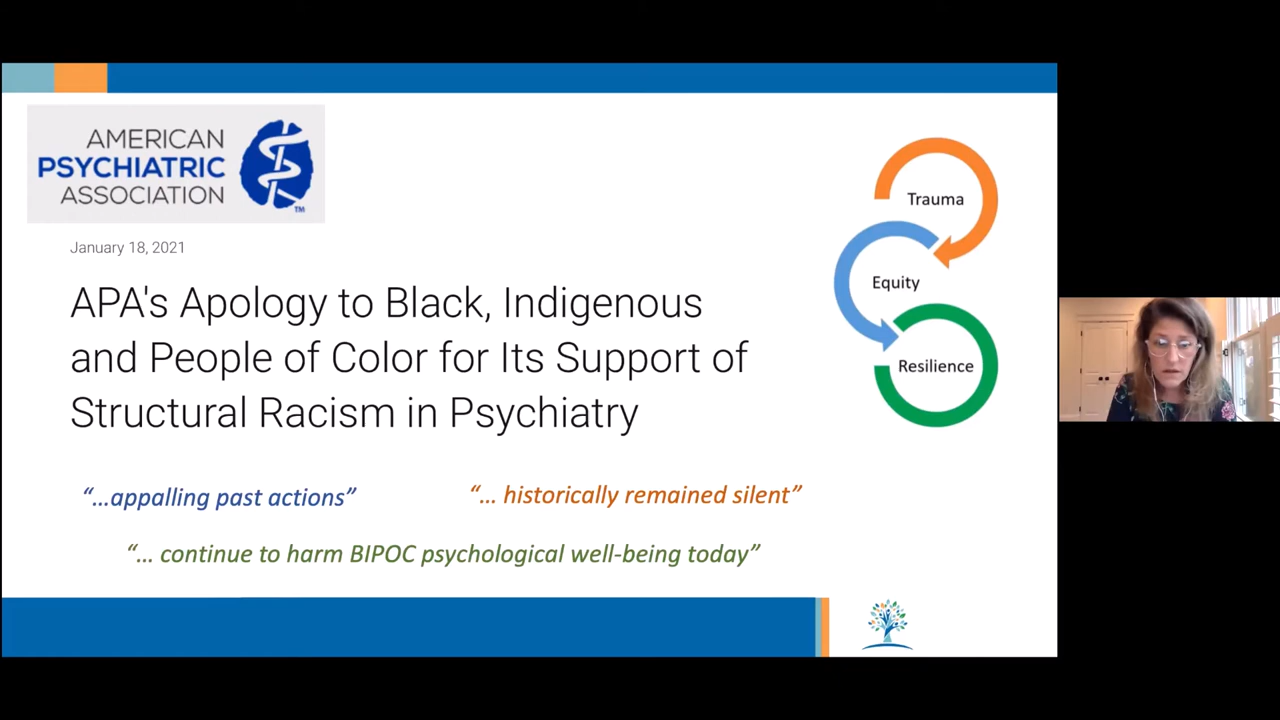 AMERICAN
PSYCHIATRIC
ASSOCIATION
TM
January 18, 2021
APA's Apology to Black, Indigenous
and People of Color for Its Support of
Structural Racism in Psychiatry
“…appalling past actions”
“… historically remained silent”
“… continue to harm BIPOC psychological well-being today”
Trauma
Equity
Resilience